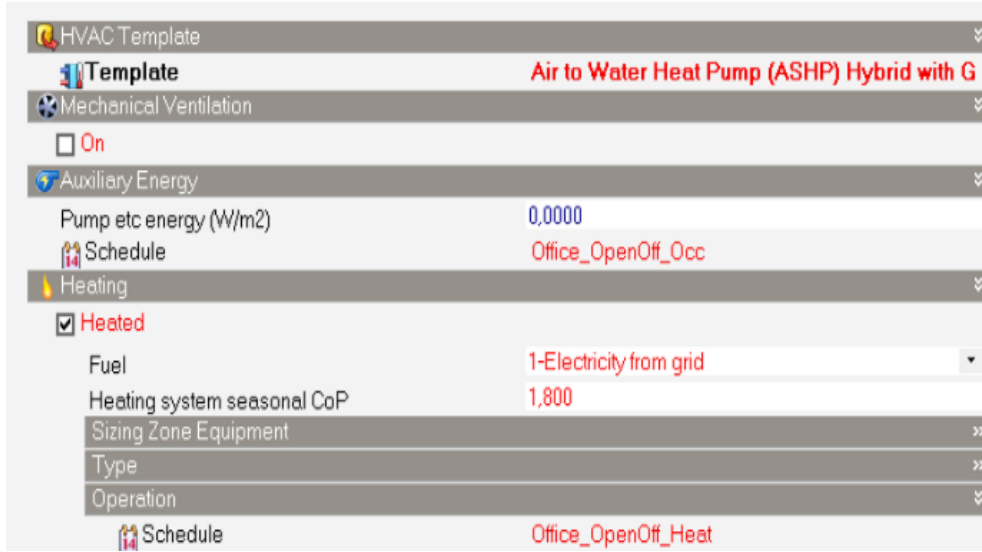 HVAC Template
Template Air to Water Heat Pump (ASHP) Hybrid with G
Mechanical Ventilation
On
Auxiliary Energy
Pump etc energy (W/m2) 0,0000
14 Schedule Office_OpenOff_Occ
Heating
Heated
Fuel 1-Electricity from grid
Heating system seasonal CoP 1,800
Sizing Zone Equipment
Type
Operation
14 Schedule Office_OpenOff_Heat